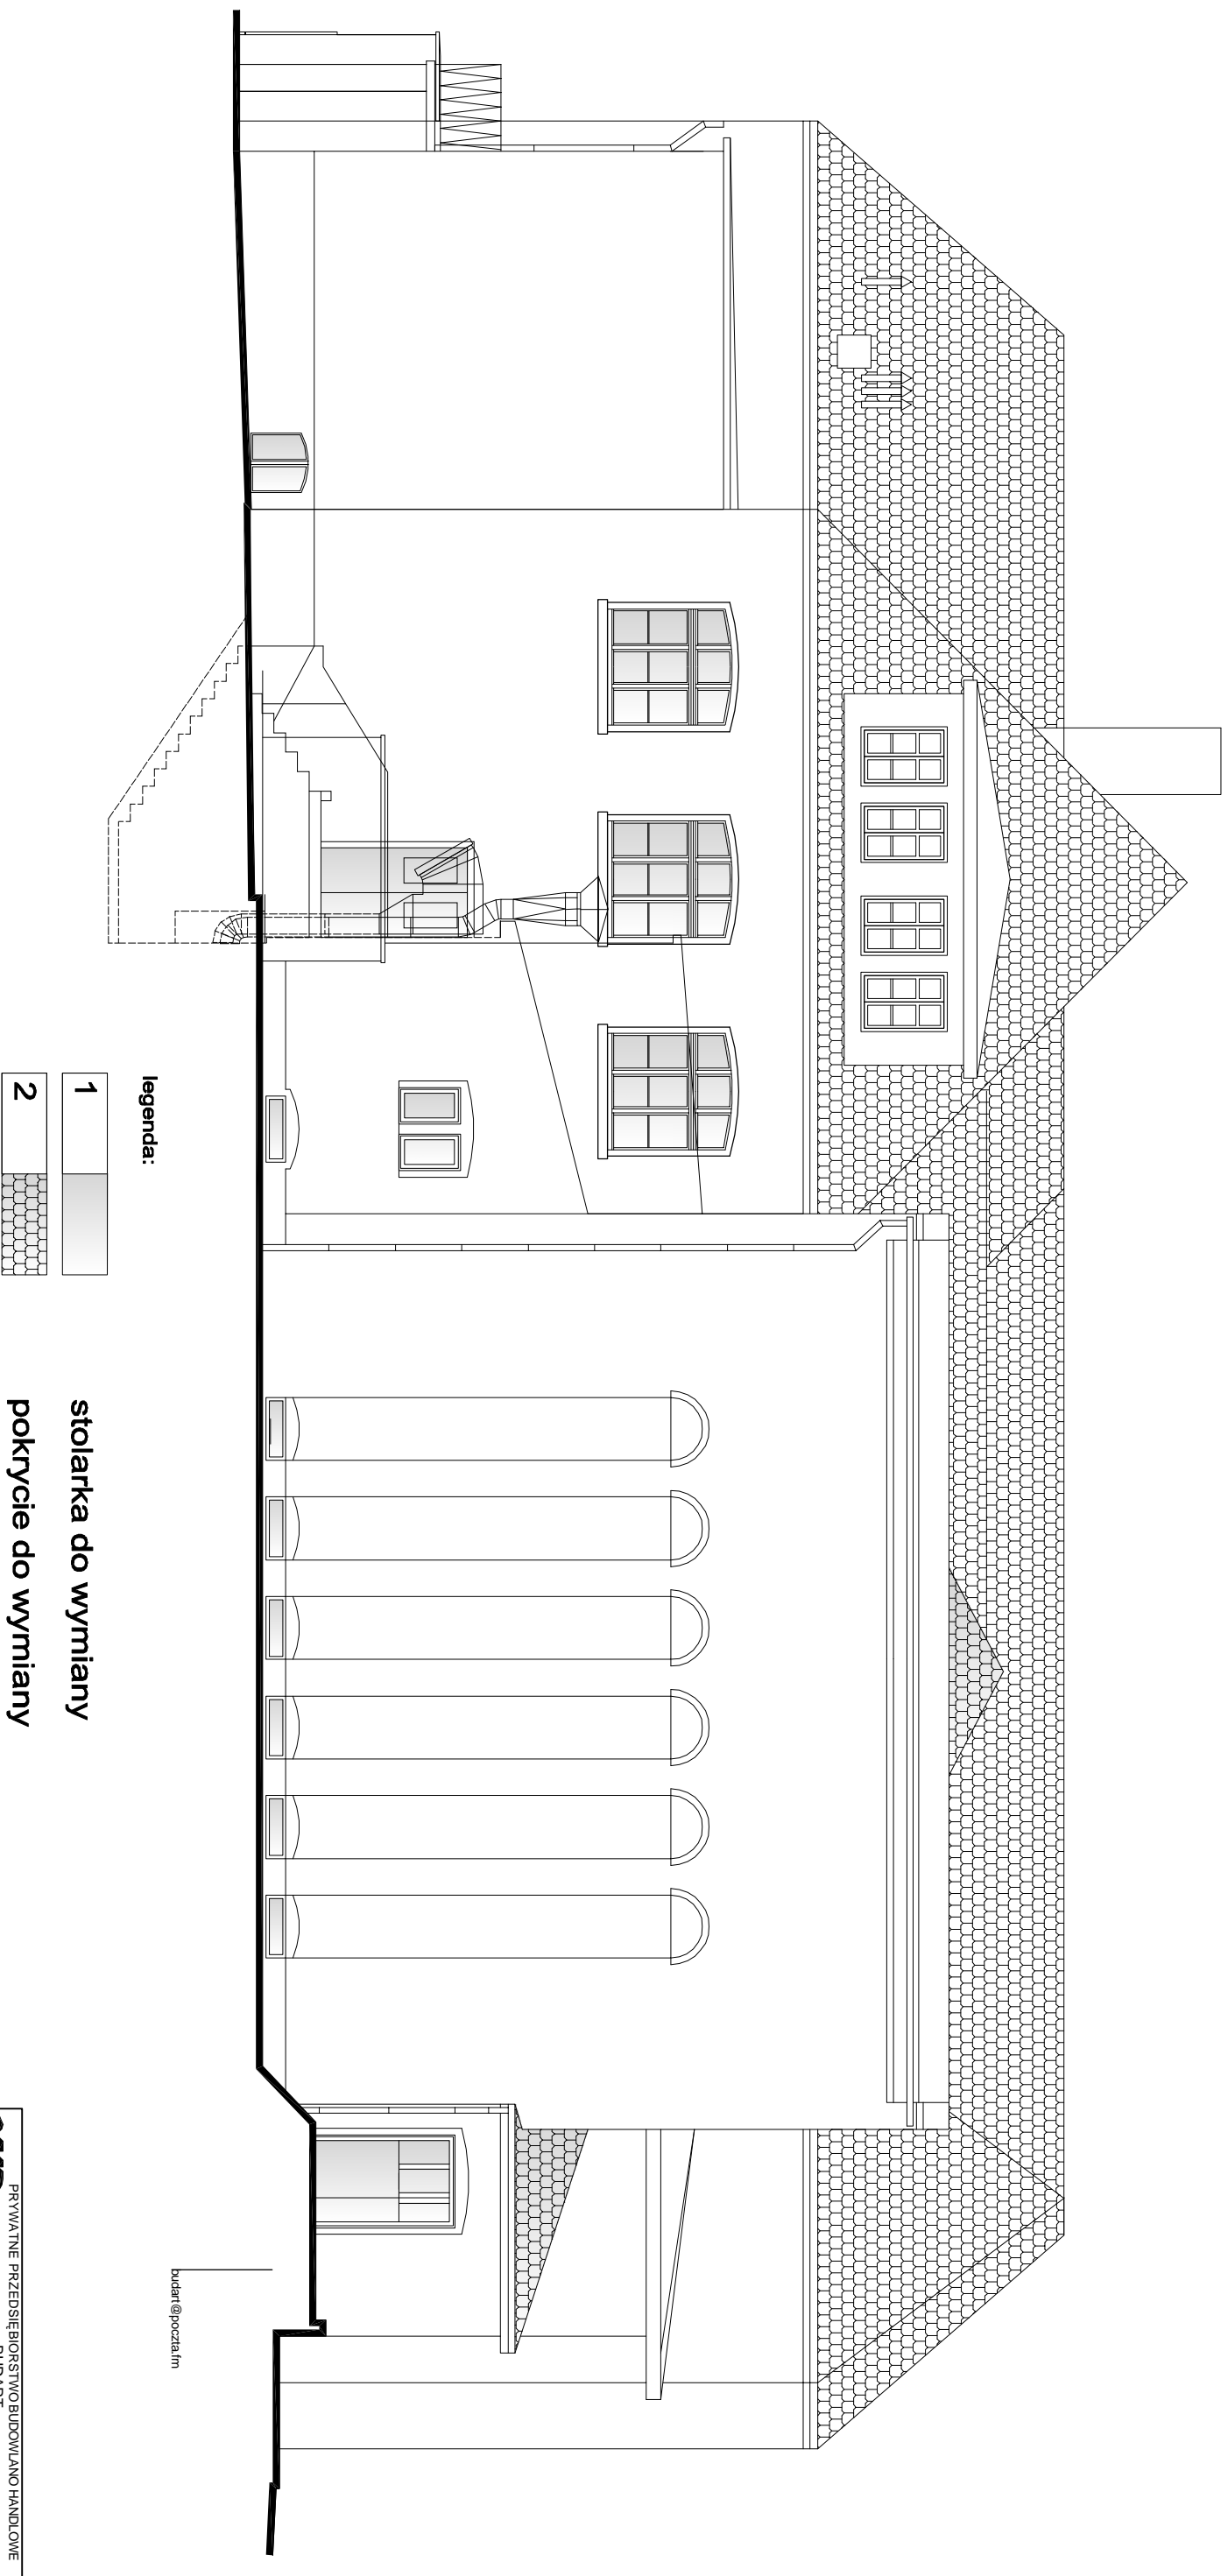 legenda:
1 stolarka do wymiany
2 pokrycie do wymiany
budart@poczta.fm
PRYWATNE PRZEDSIĘBIORSTWO BUDOWLANO HANDLOWE